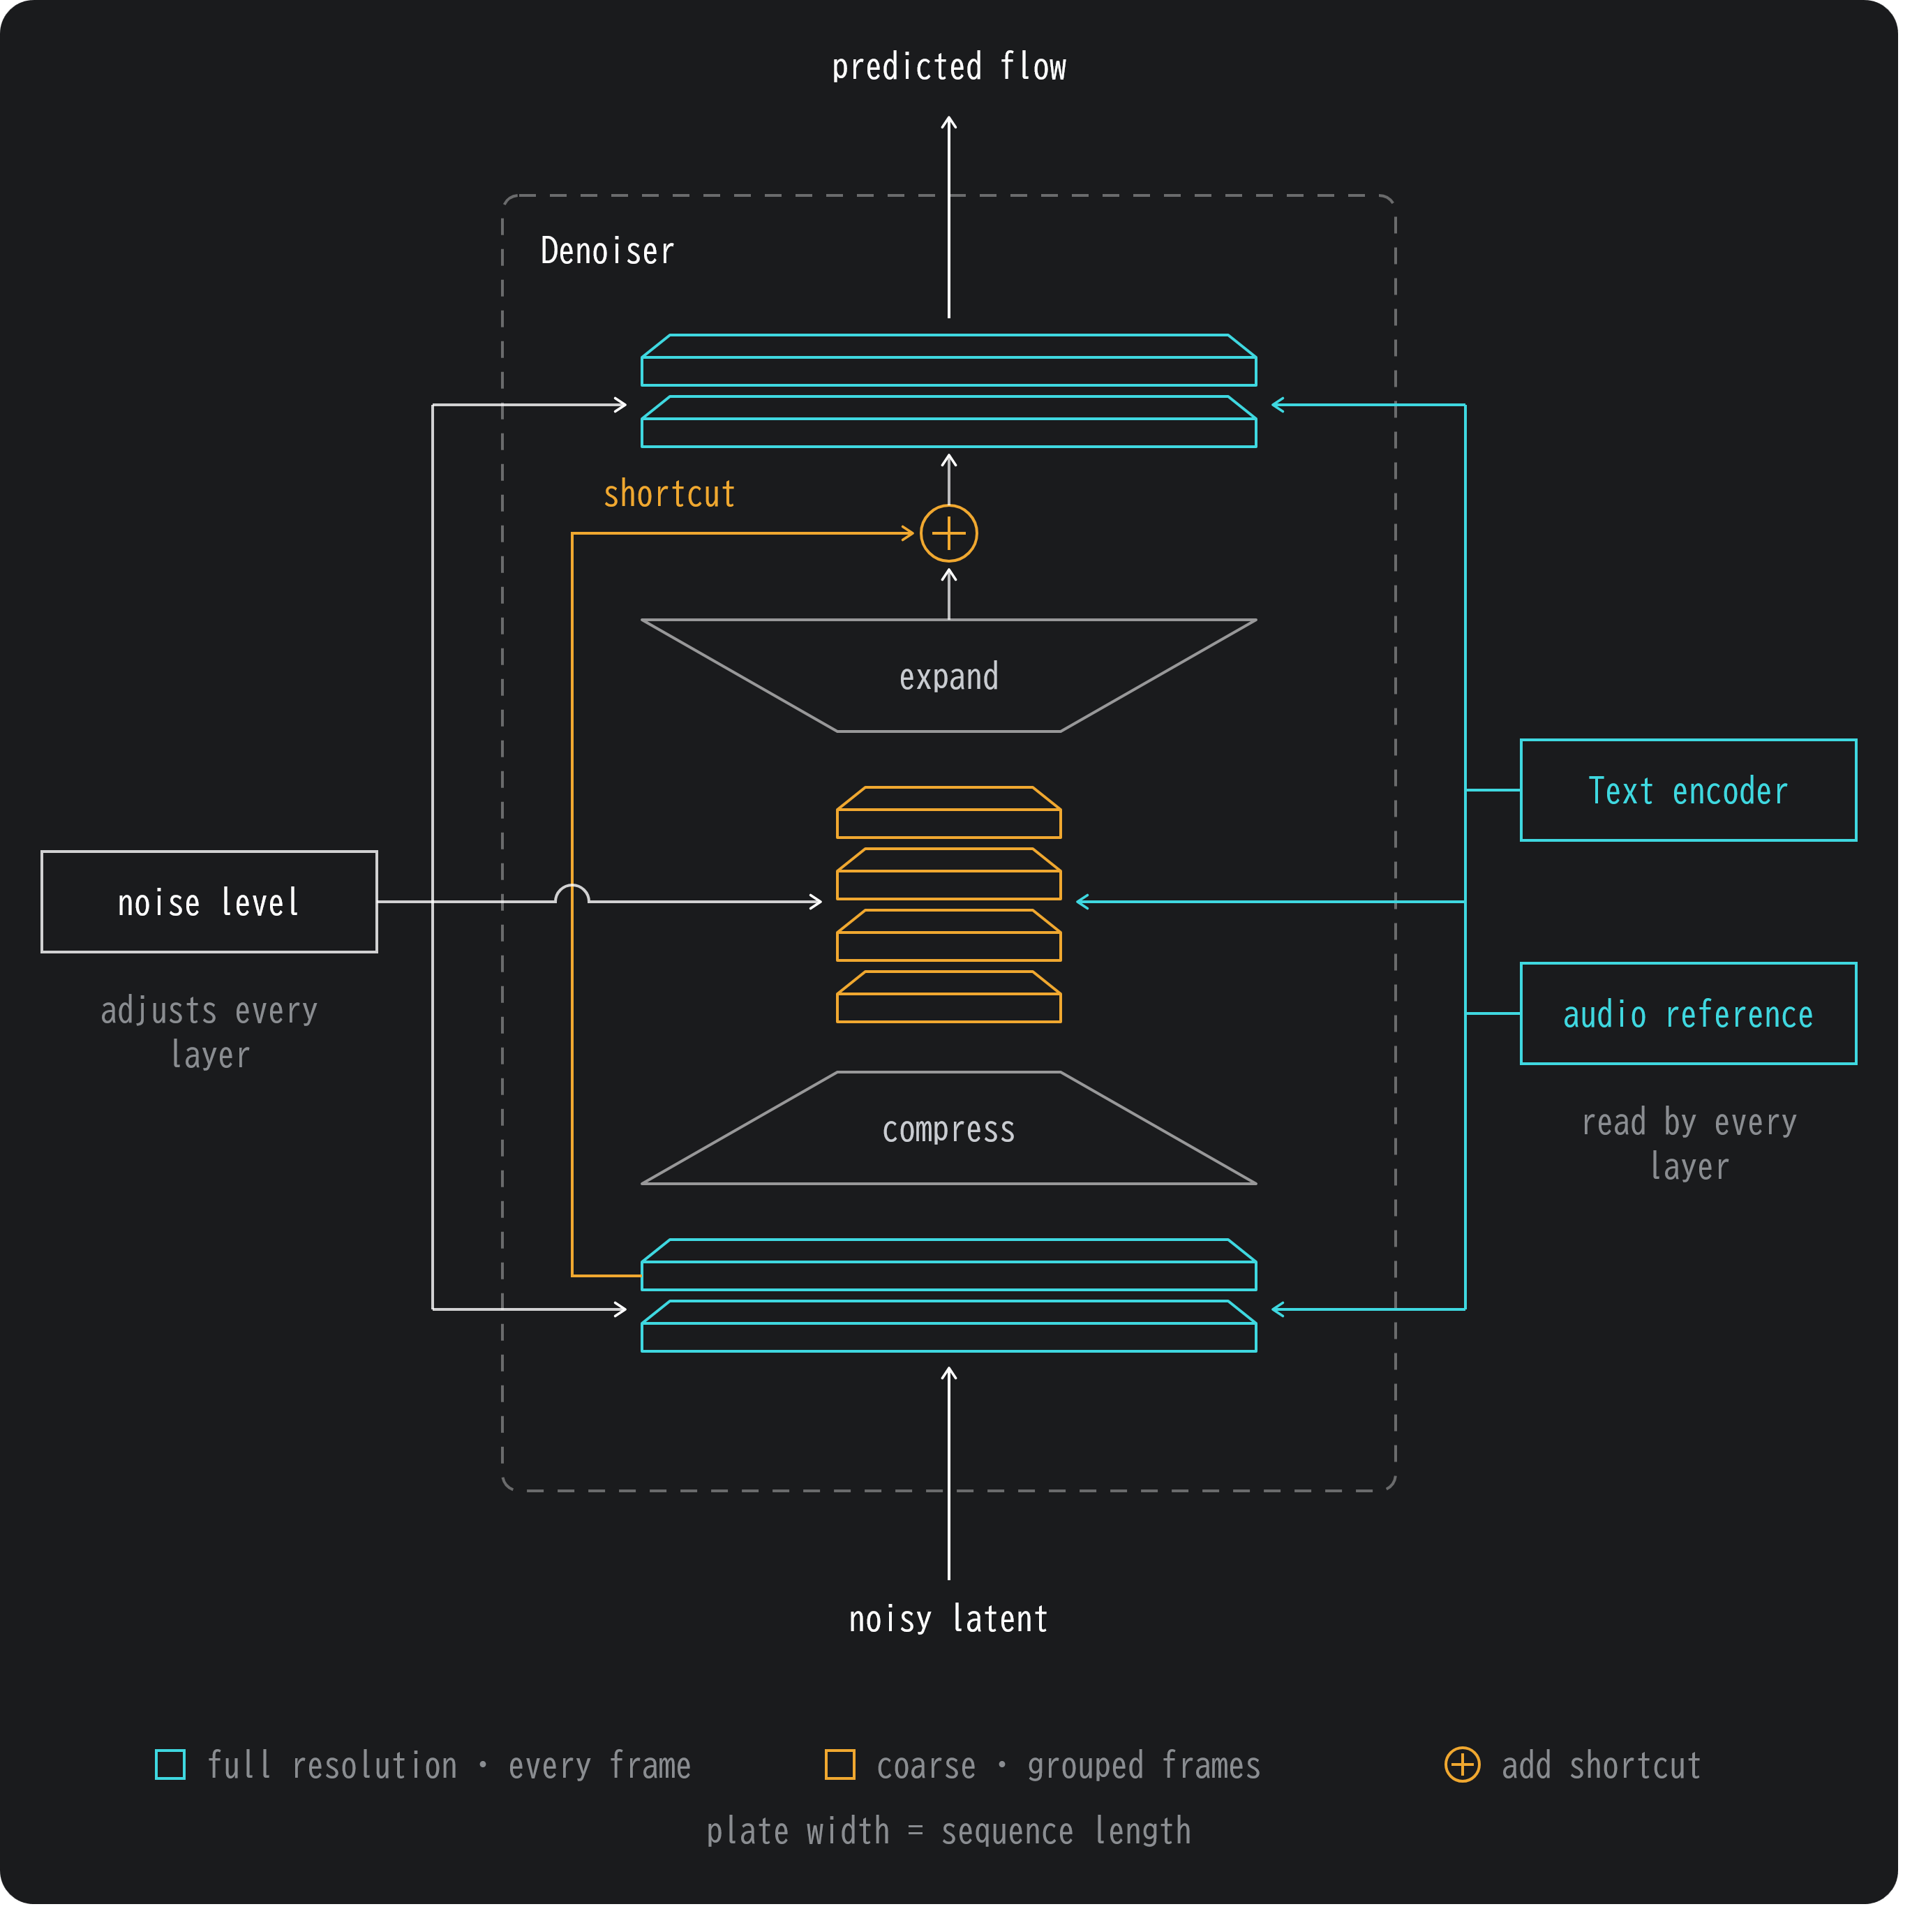 predicted flow
Denoiser
shortcut
expand
Text encoder
noise level
audio reference
adjusts every
layer
compress
read by every
layer
noisy latent
full resolution · every frame
coarse · grouped frames
add shortcut
plate width = sequence length